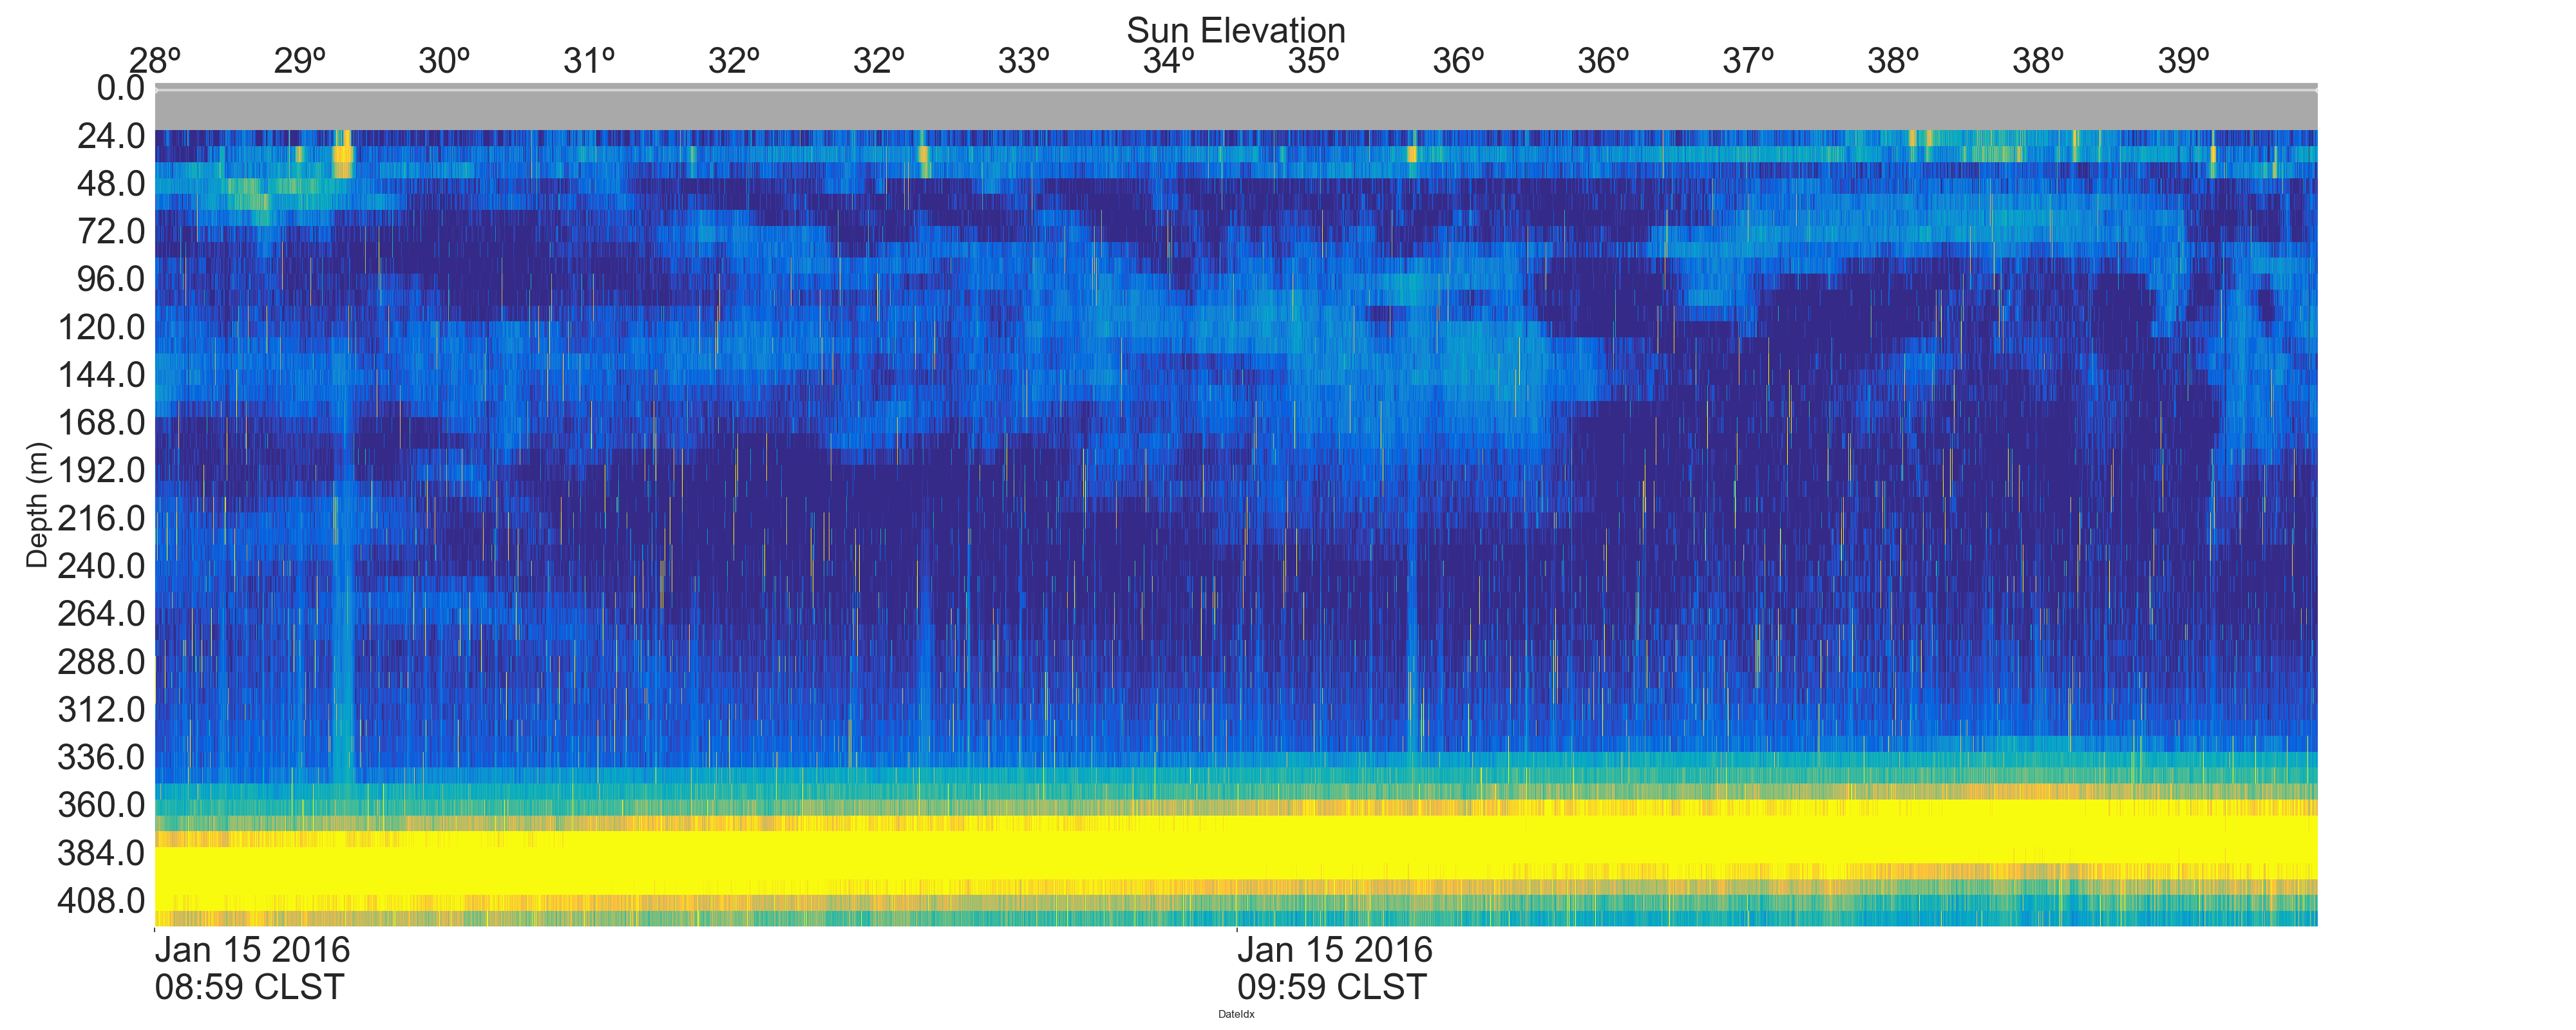 Sun Elevation
28º 29º 30º 31º 32º 32º 33º 34º 35º 36º 36º 37º 38º 38º 39º
0.0
24.0
48.0
72.0
96.0
120.0
144.0
168.0
192.0
216.0
240.0
264.0
288.0
312.0
336.0
360.0
384.0
408.0
Depth (m)
Jan 15 2016
08:59 CLST
Jan 15 2016
09:59 CLST
DateIdx